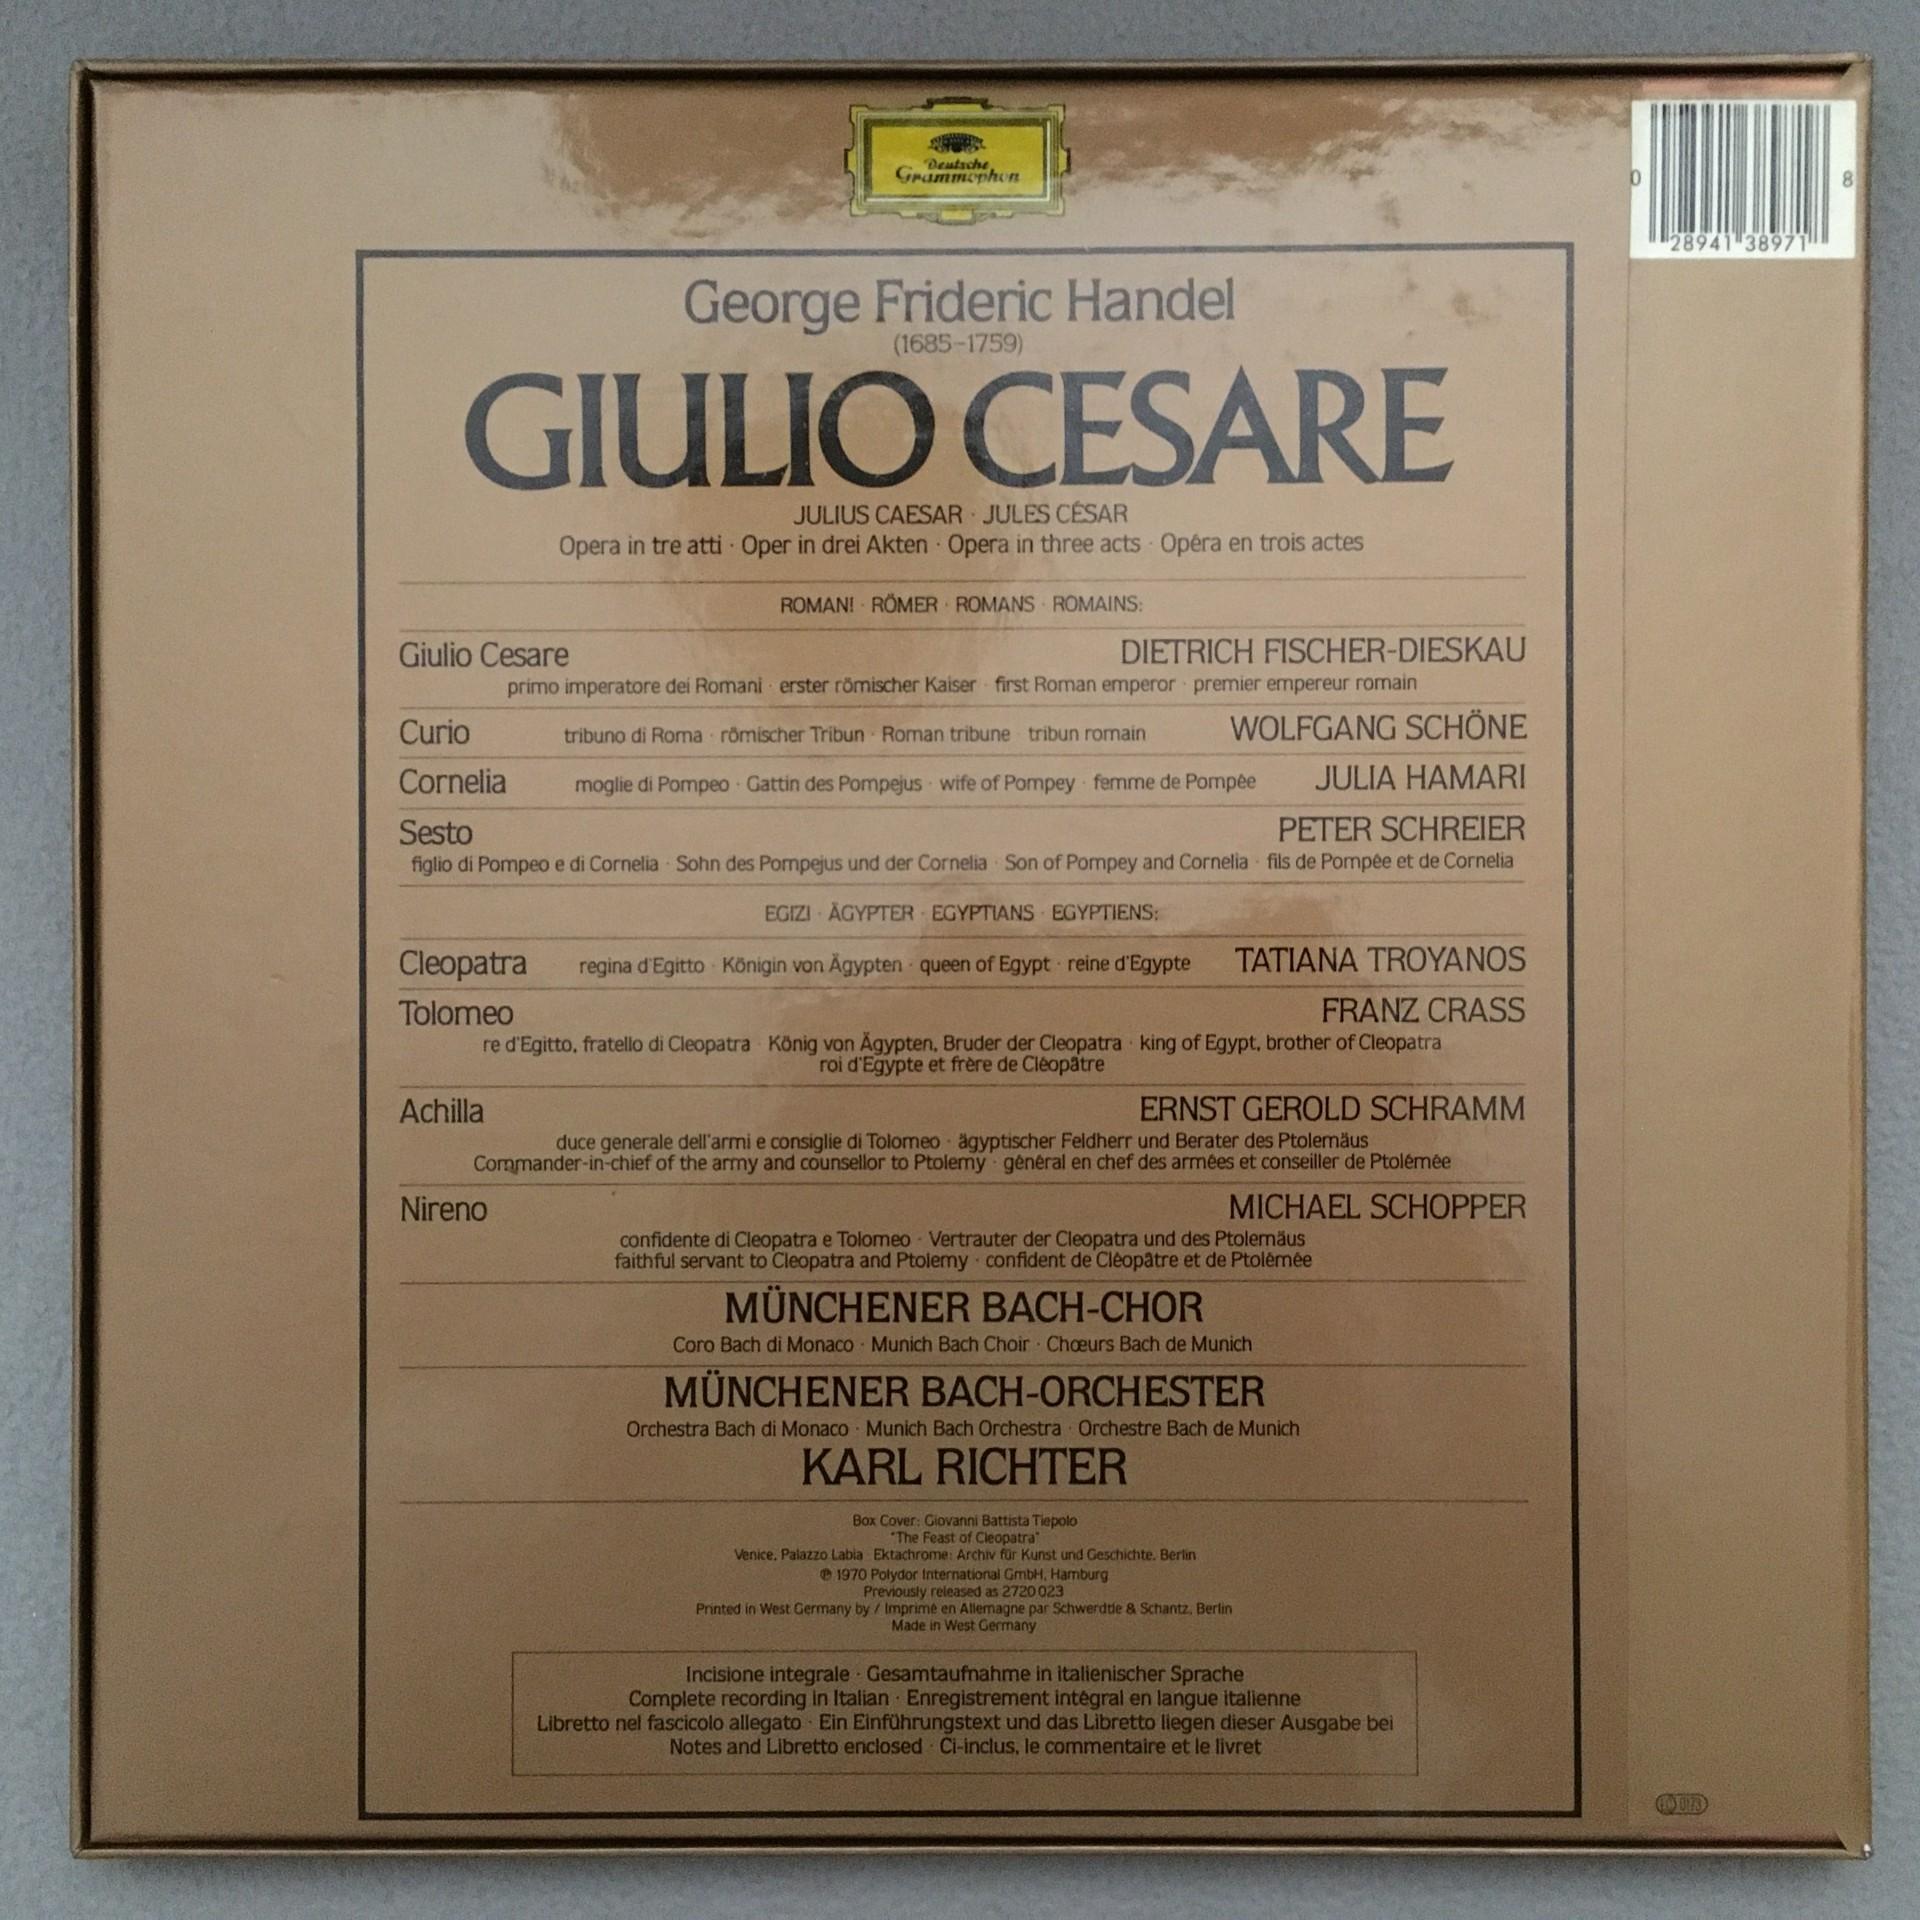 Deutsche
Grammophon
0 28941 38971 8
George Frideric Handel
(1685-1759)
GIULIO CESARE
JULIUS CAESAR · JULES CÉSAR
Opera in tre atti · Oper in drei Akten · Opera in three acts · Opéra en trois actes
ROMANI · RÖMER · ROMANS · ROMAINS:
Giulio Cesare DIETRICH FISCHER-DIESKAU
primo imperatore dei Romani · erster römischer Kaiser · first Roman emperor · premier empereur romain
Curio tribuno di Roma · römischer Tribun · Roman tribune · tribun romain WOLFGANG SCHÖNE
Cornelia moglie di Pompeo · Gattin des Pompejus · wife of Pompey · femme de Pompée JULIA HAMARI
Sesto PETER SCHREIER
figlio di Pompeo e di Cornelia · Sohn des Pompejus und der Cornelia · Son of Pompey and Cornelia · fils de Pompée et de Cornelia
EGIZI · ÄGYPTER · EGYPTIANS · EGYPTIENS:
Cleopatra regina d'Egitto · Königin von Ägypten · queen of Egypt · reine d'Egypte TATIANA TROYANOS
Tolomeo FRANZ CRASS
re d'Egitto, fratello di Cleopatra · König von Ägypten, Bruder der Cleopatra · king of Egypt, brother of Cleopatra
roi d'Egypte et frère de Cléopâtre
Achilla ERNST GEROLD SCHRAMM
duce generale dell'armi e consiglie di Tolomeo · ägyptischer Feldherr und Berater des Ptolemäus
Commander-in-chief of the army and counsellor to Ptolemy · général en chef des armées et conseiller de Ptolémée
Nireno MICHAEL SCHOPPER
confidente di Cleopatra e Tolomeo · Vertrauter der Cleopatra und des Ptolemäus
faithful servant to Cleopatra and Ptolemy · confident de Cléopâtre et de Ptolémée
MÜNCHENER BACH-CHOR
Coro Bach di Monaco · Munich Bach Choir · Chœurs Bach de Munich
MÜNCHENER BACH-ORCHESTER
Orchestra Bach di Monaco · Munich Bach Orchestra · Orchestre Bach de Munich
KARL RICHTER
Box Cover: Giovanni Battista Tiepolo
"The Feast of Cleopatra"
Venice, Palazzo Labia · Ektachrome: Archiv für Kunst und Geschichte, Berlin
℗ 1970 Polydor International GmbH, Hamburg
Previously released as 2720 023
Printed in West Germany by / Imprimé en Allemagne par Schwerdtle & Schantz, Berlin
Made in West Germany
Incisione integrale · Gesamtaufnahme in italienischer Sprache
Complete recording in Italian · Enregistrement intégral en langue italienne
Libretto nel fascicolo allegato · Ein Einführungstext und das Libretto liegen dieser Ausgabe bei
Notes and Libretto enclosed · Ci-inclus, le commentaire et le livret
0173